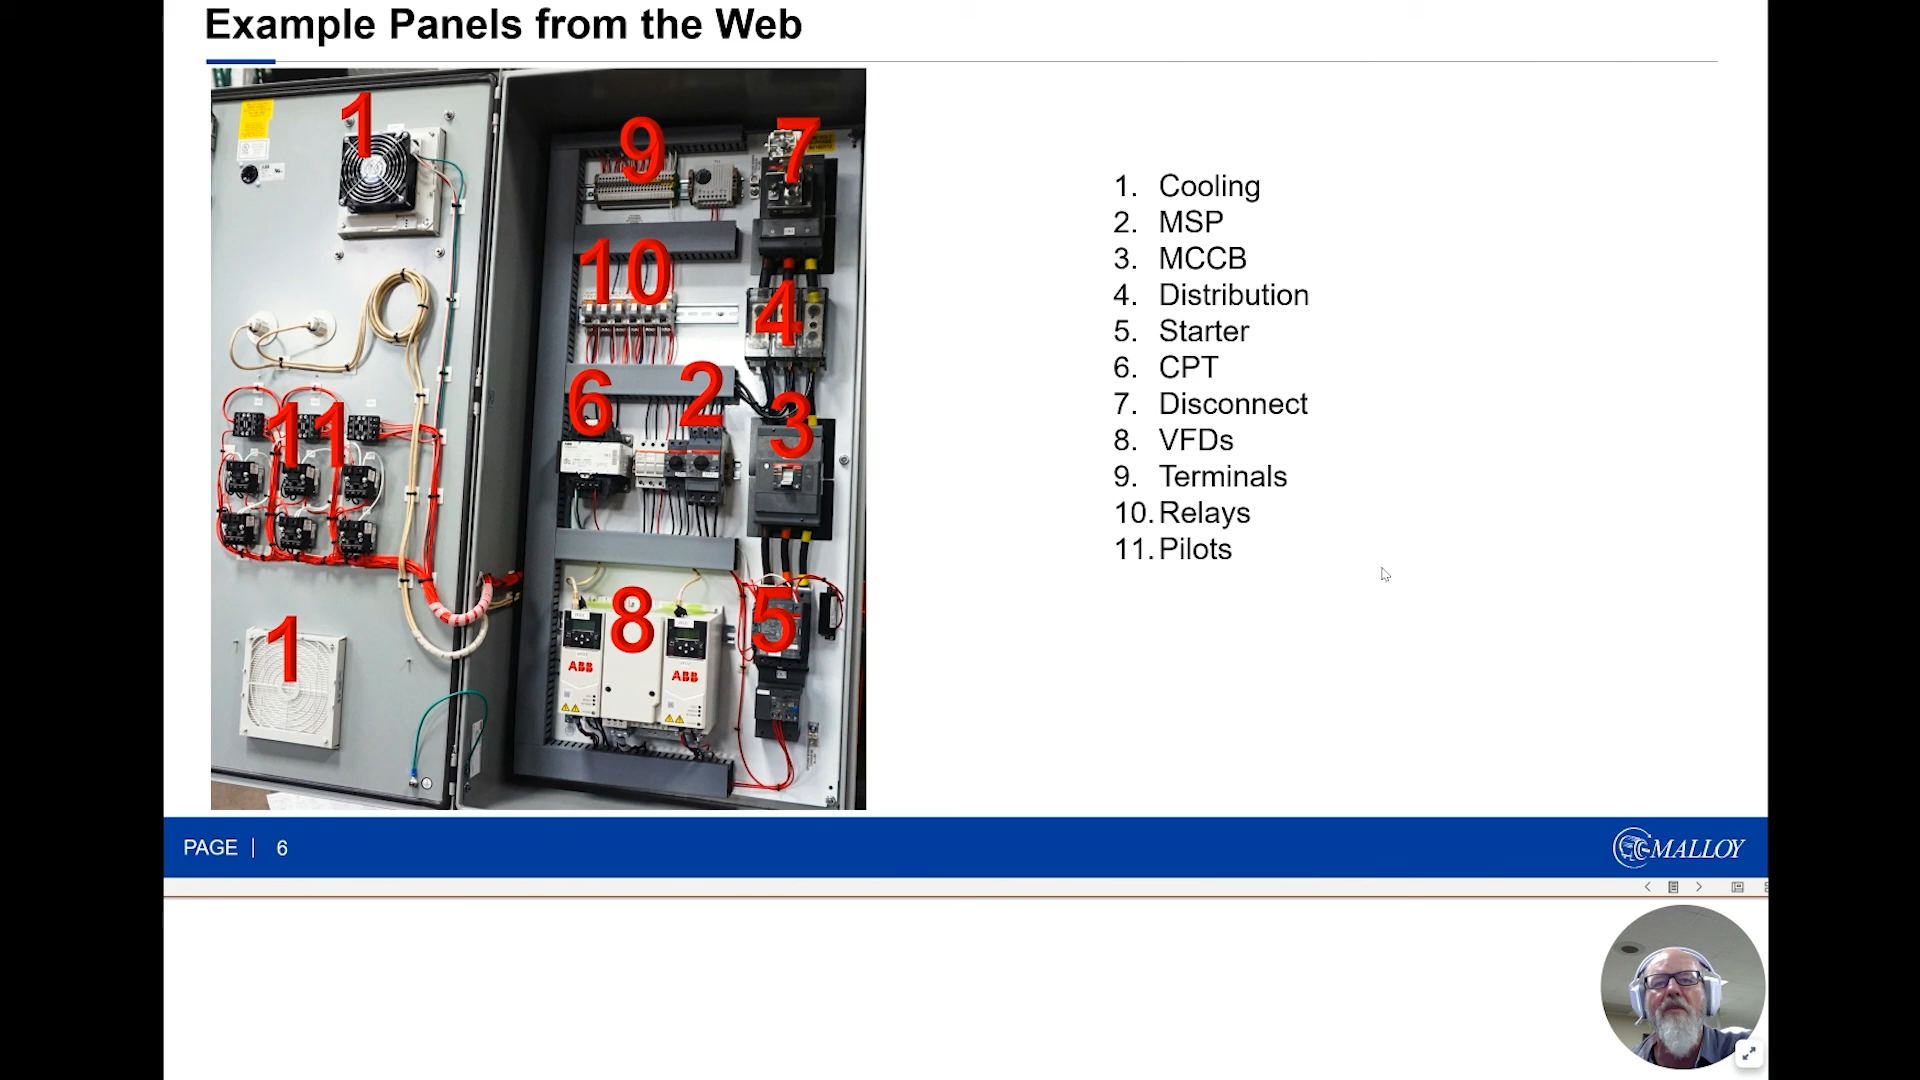 Example Panels from the Web
1
9
7
10
4
6
2
3
11
8
5
1
ABB
ABB
1. Cooling
2. MSP
3. MCCB
4. Distribution
5. Starter
6. CPT
7. Disconnect
8. VFDs
9. Terminals
10. Relays
11. Pilots
PAGE | 6
MALLOY